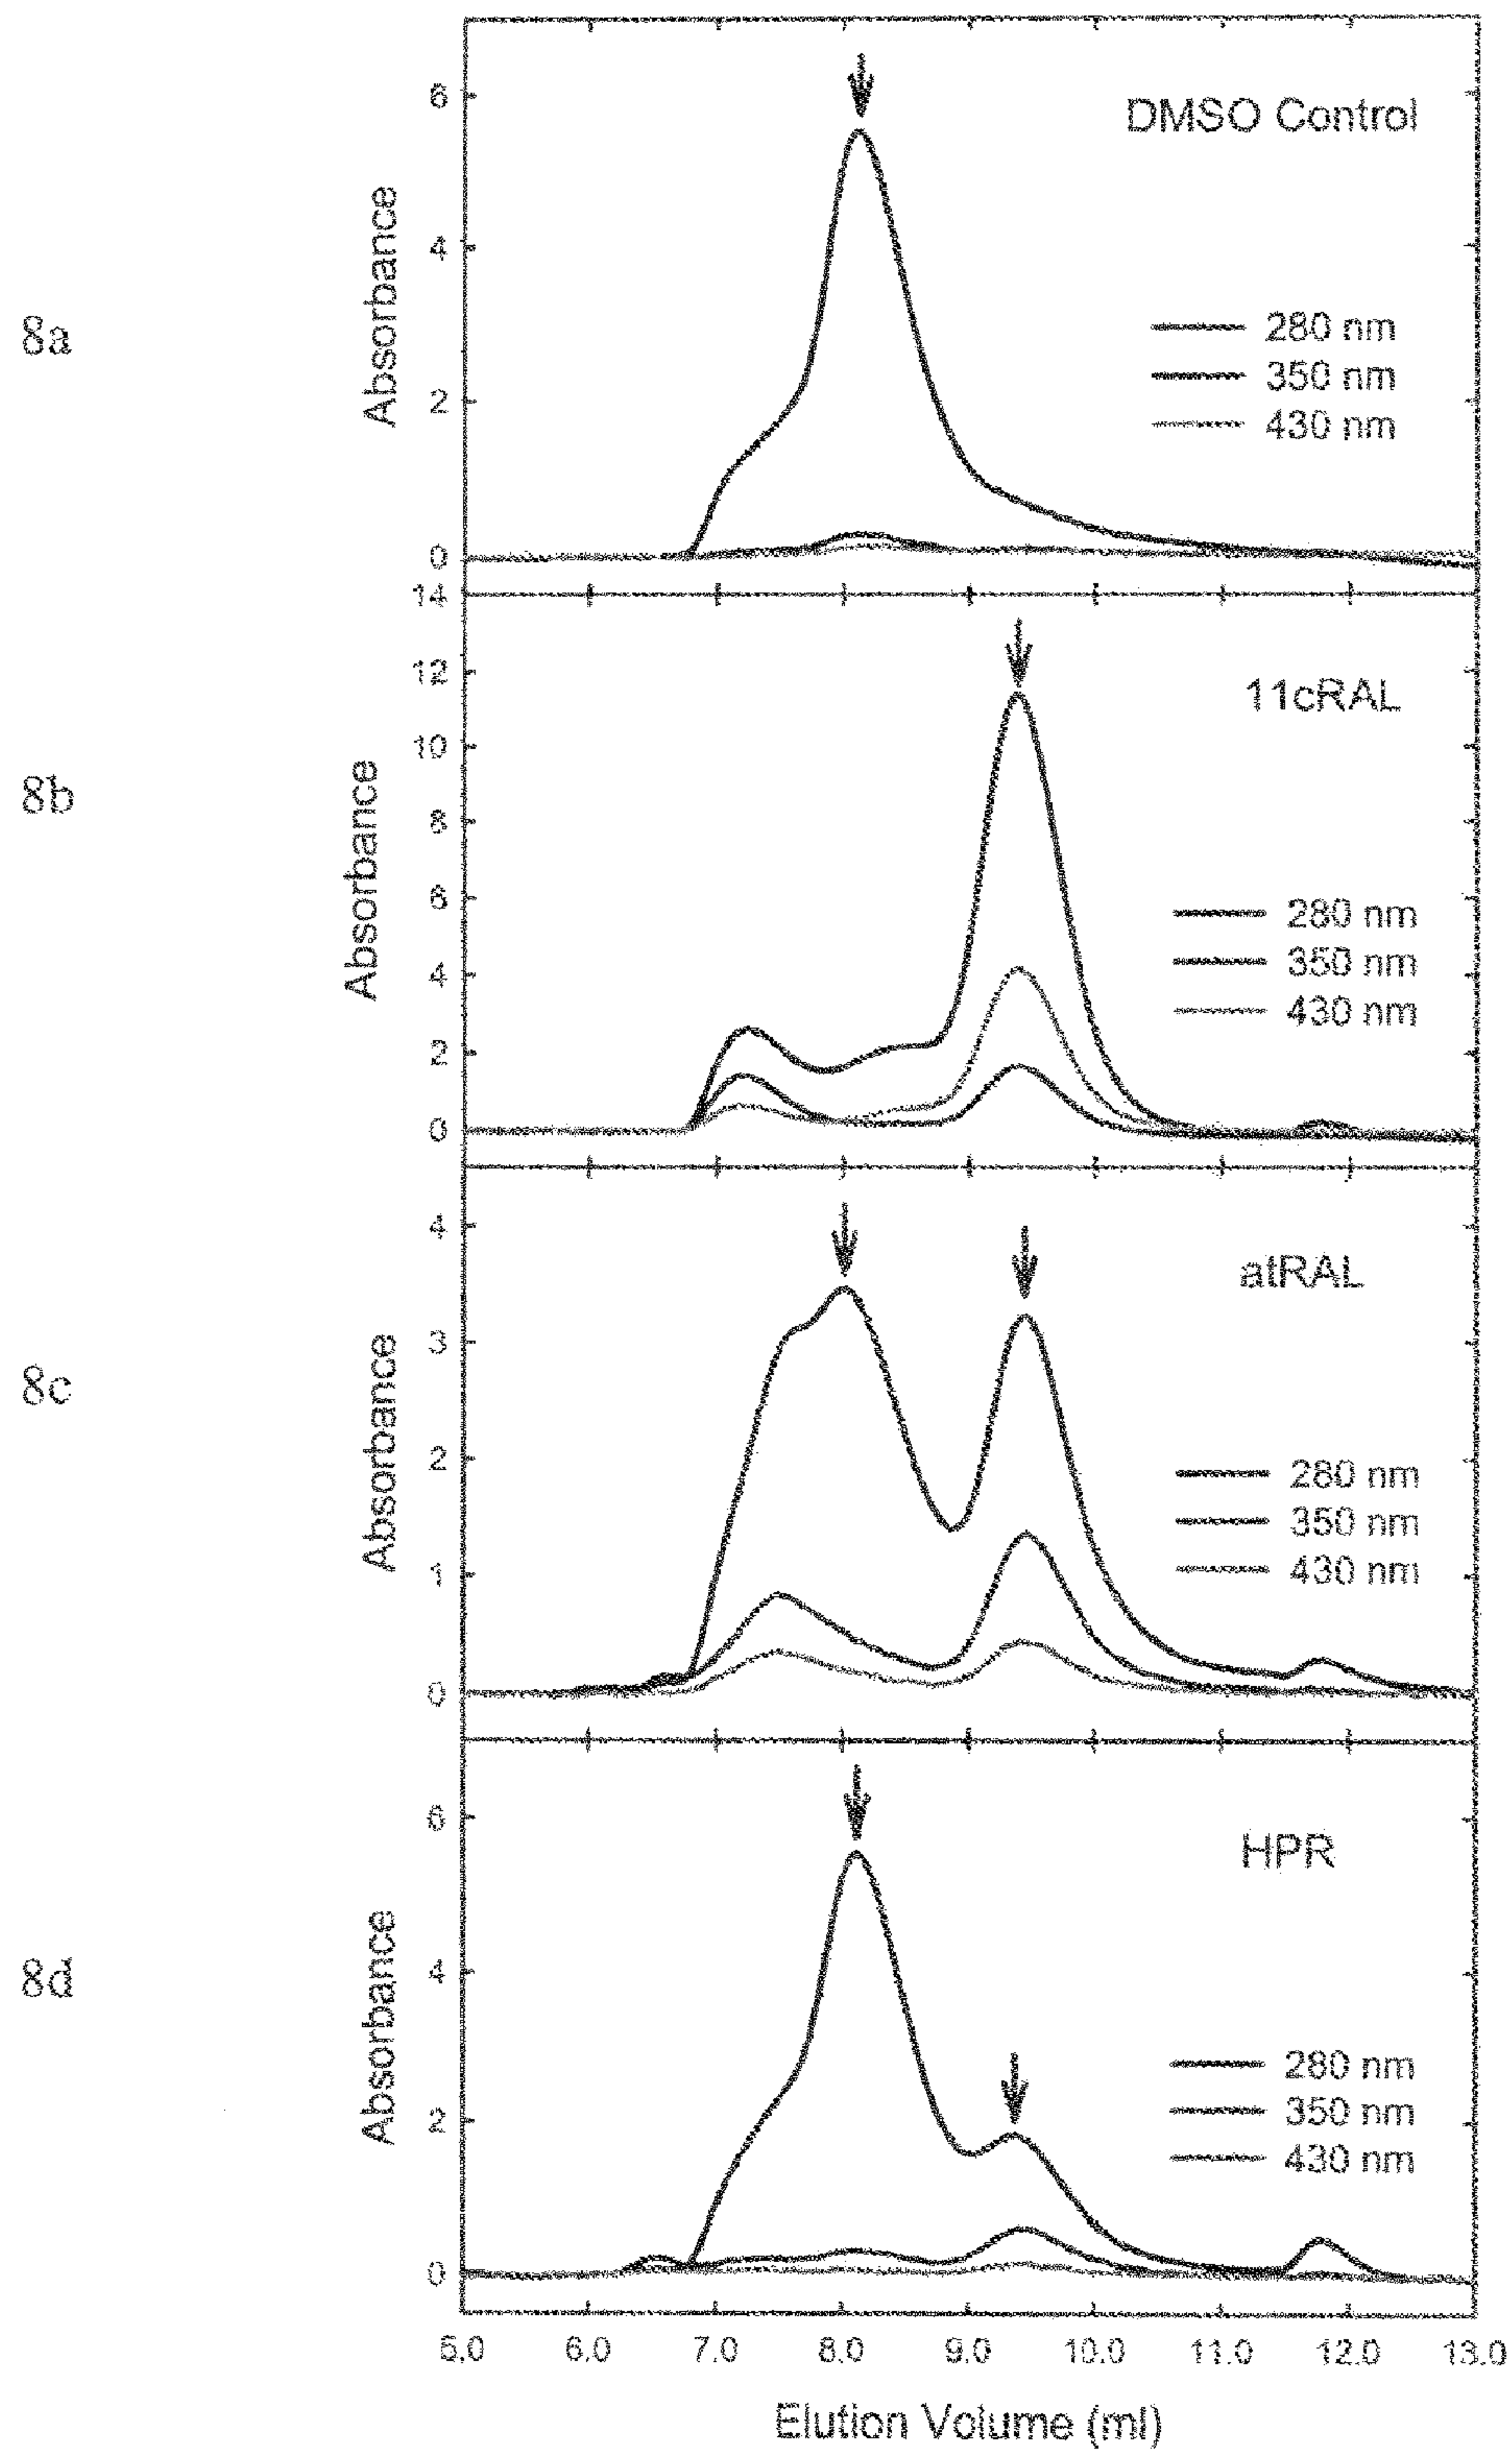 8a
Absorbance
6
4
2
0
DMSO Control
280 nm
350 nm
430 nm
8b
Absorbance
14
12
10
8
6
4
2
0
11cRAL
280 nm
350 nm
430 nm
8c
Absorbance
4
3
2
1
0
atRAL
280 nm
350 nm
430 nm
8d
Absorbance
6
4
2
0
HPR
280 nm
350 nm
430 nm
5.0 6.0 7.0 8.0 9.0 10.0 11.0 12.0 13.0
Elution Volume (ml)